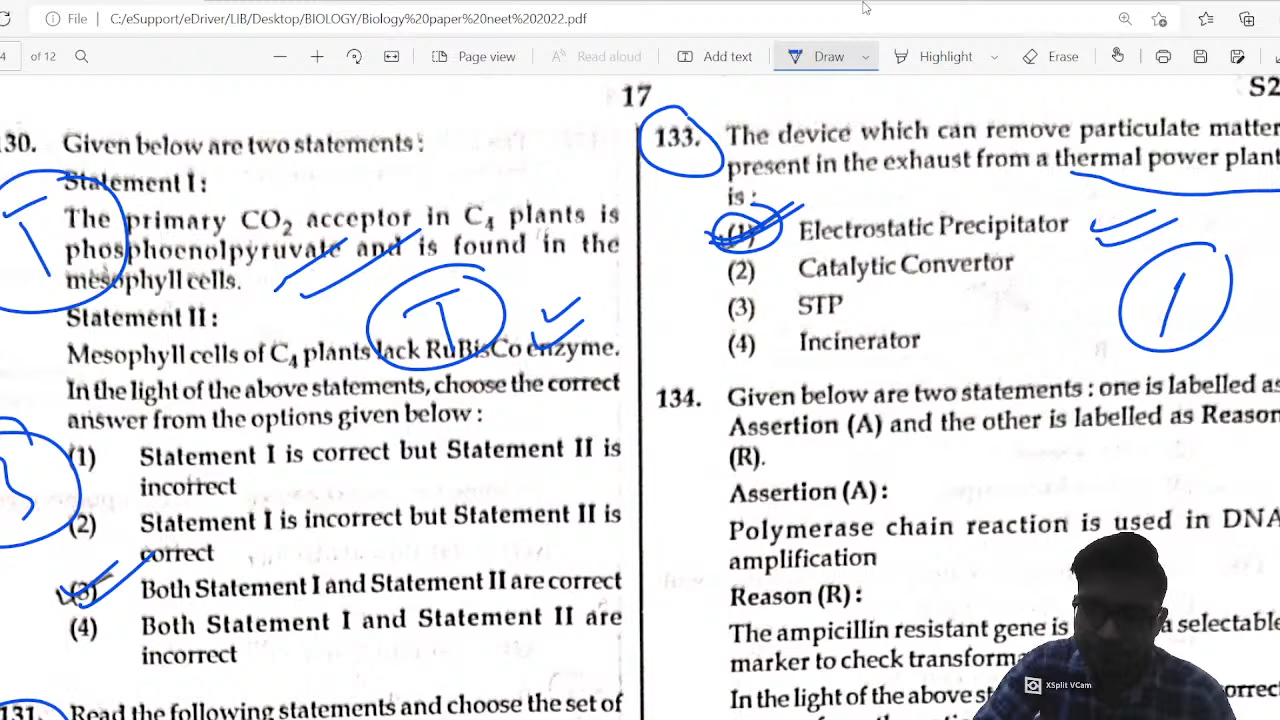 File C:/eSupport/eDriver/LIB/Desktop/BIOLOGY/Biology%20paper%20neet%202022.pdf
4 of 12 Page view Read aloud Add text Draw Highlight Erase
17
S2
130. Given below are two statements :
Statement I :
The primary CO2 acceptor in C4 plants is
phosphoenolpyruvate and is found in the
mesophyll cells.
Statement II :
Mesophyll cells of C4 plants lack RuBisCo enzyme.
In the light of the above statements, choose the correct
answer from the options given below :
(1) Statement I is correct but Statement II is
incorrect
(2) Statement I is incorrect but Statement II is
correct
(3) Both Statement I and Statement II are correct
(4) Both Statement I and Statement II are
incorrect
131. Read the following statements and choose the set of
T
T
3
133. The device which can remove particulate matter
present in the exhaust from a thermal power plant
is :
(1) Electrostatic Precipitator
(2) Catalytic Convertor
(3) STP
(4) Incinerator
1
134. Given below are two statements : one is labelled as
Assertion (A) and the other is labelled as Reason
(R).
Assertion (A) :
Polymerase chain reaction is used in DNA
amplification
Reason (R) :
The ampicillin resistant gene is a selectable
marker to check transform
In the light of the above st
XSplit VCam